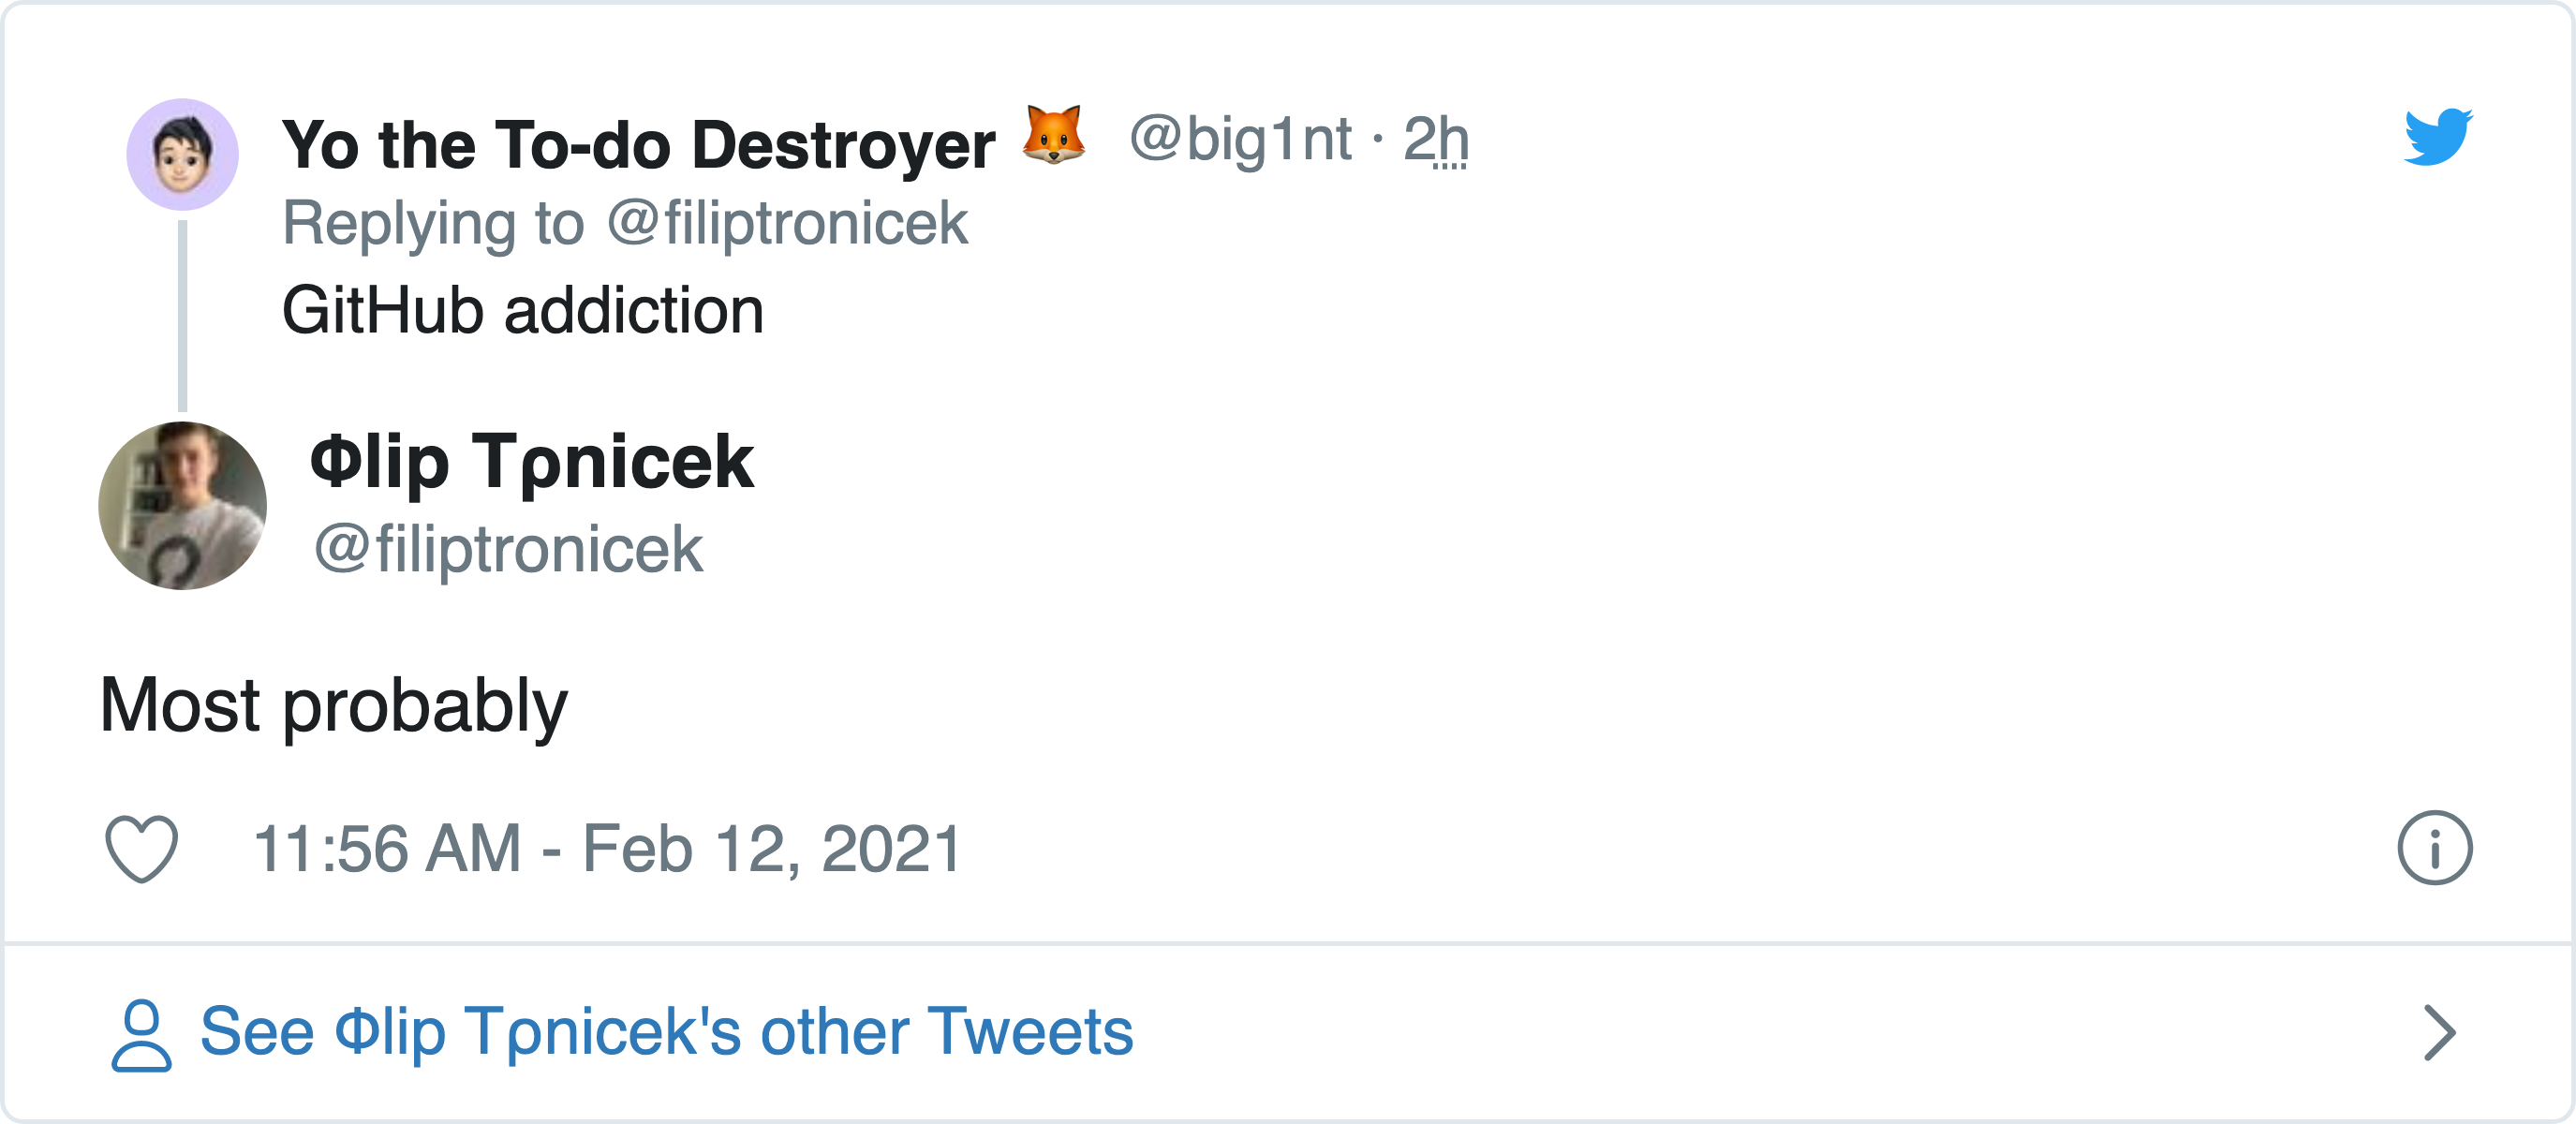 Yo the To-do Destroyer 🦊 @big1nt · 2h
Replying to @filiptronicek
GitHub addiction
Φlip Tρnicek
@filiptronicek
Most probably
11:56 AM - Feb 12, 2021
See Φlip Tρnicek's other Tweets